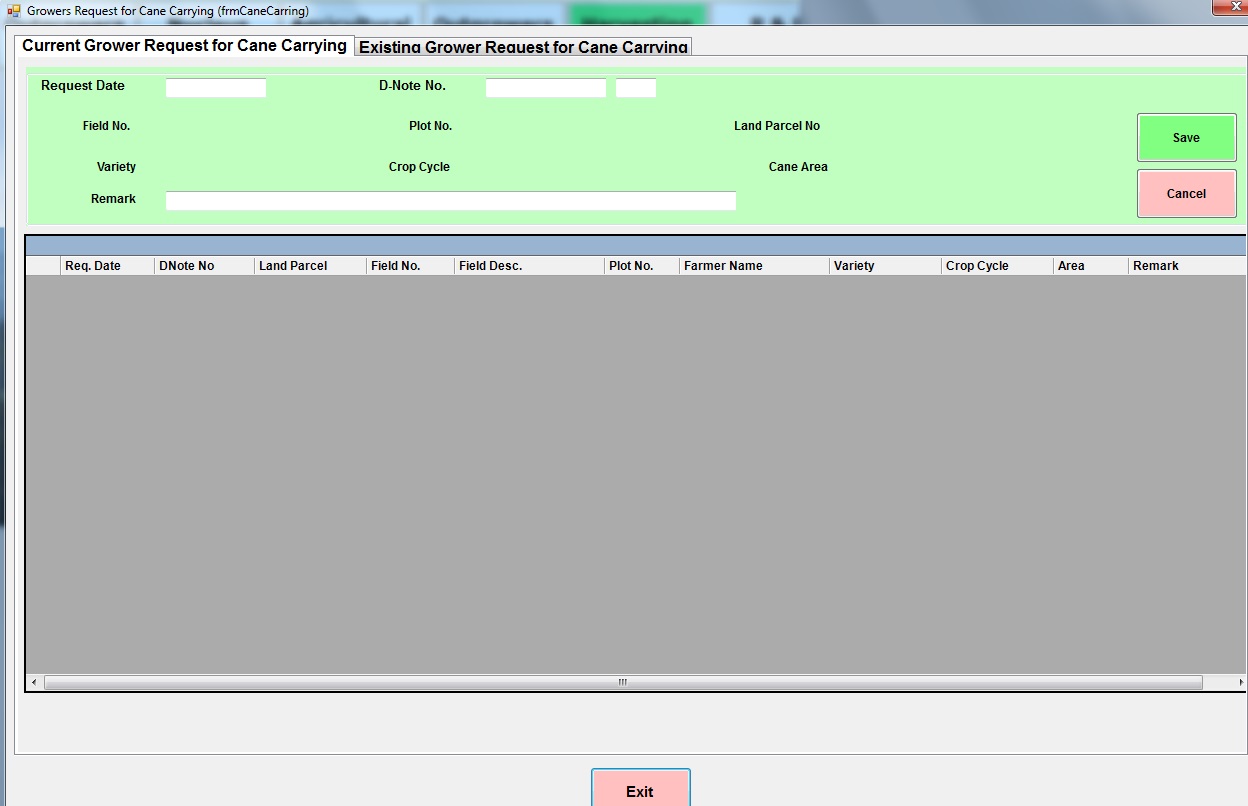 Growers Request for Cane Carrying (frmCaneCarring)
Current Grower Request for Cane Carrying Existing Grower Request for Cane Carrying
Request Date D-Note No.
Field No. Plot No. Land Parcel No
Save
Variety Crop Cycle Cane Area
Remark Cancel
Req. Date DNote No Land Parcel Field No. Field Desc. Plot No. Farmer Name Variety Crop Cycle Area Remark
Exit